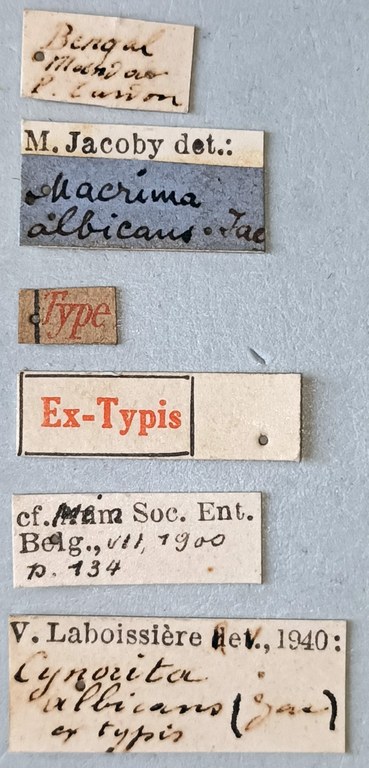 Bengal
Mandar
P. Cardon
M. Jacoby det.:
Macrima
albicans. Jac
Type
Ex-Typis
cf. Mém Soc. Ent.
Belg., VII, 1900
p. 134
V. Laboissière det., 1940:
Cynorita
albicans (Jac)
ex typis